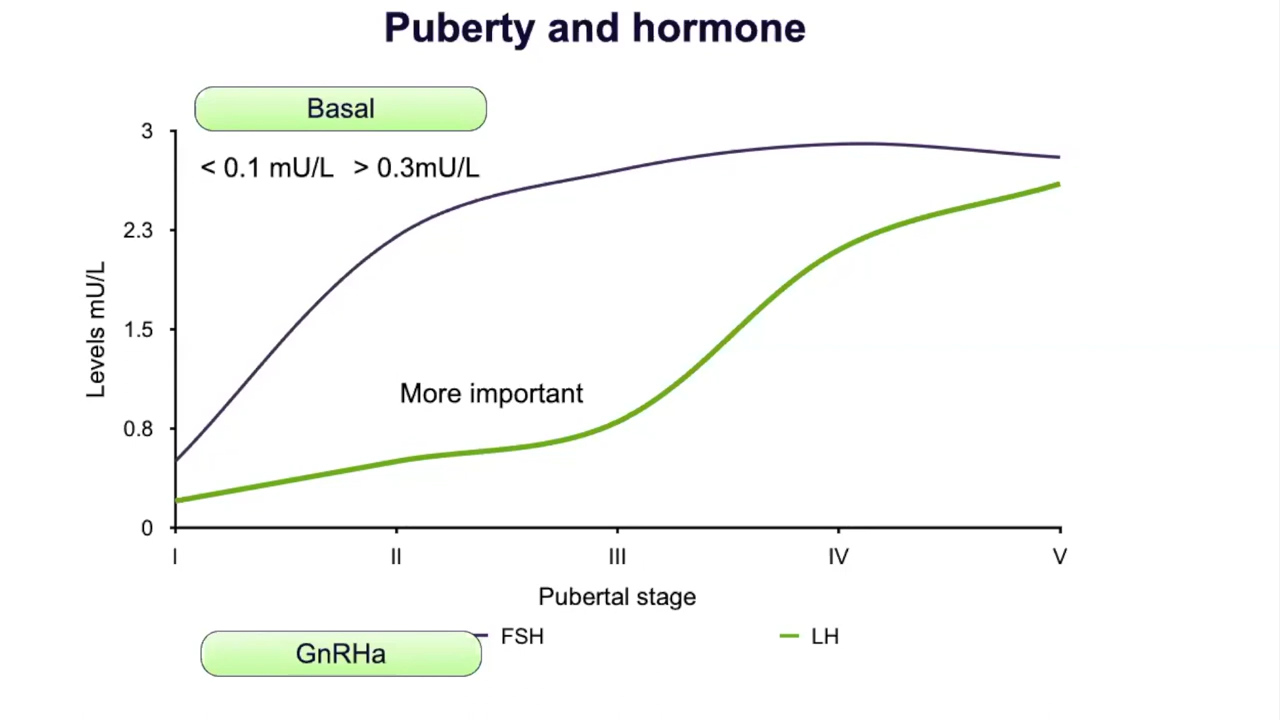 Puberty and hormone
Basal
3
< 0.1 mU/L > 0.3mU/L
2.3
Levels mU/L
1.5
More important
0.8
0
I II III IV V
Pubertal stage
FSH LH
GnRHa